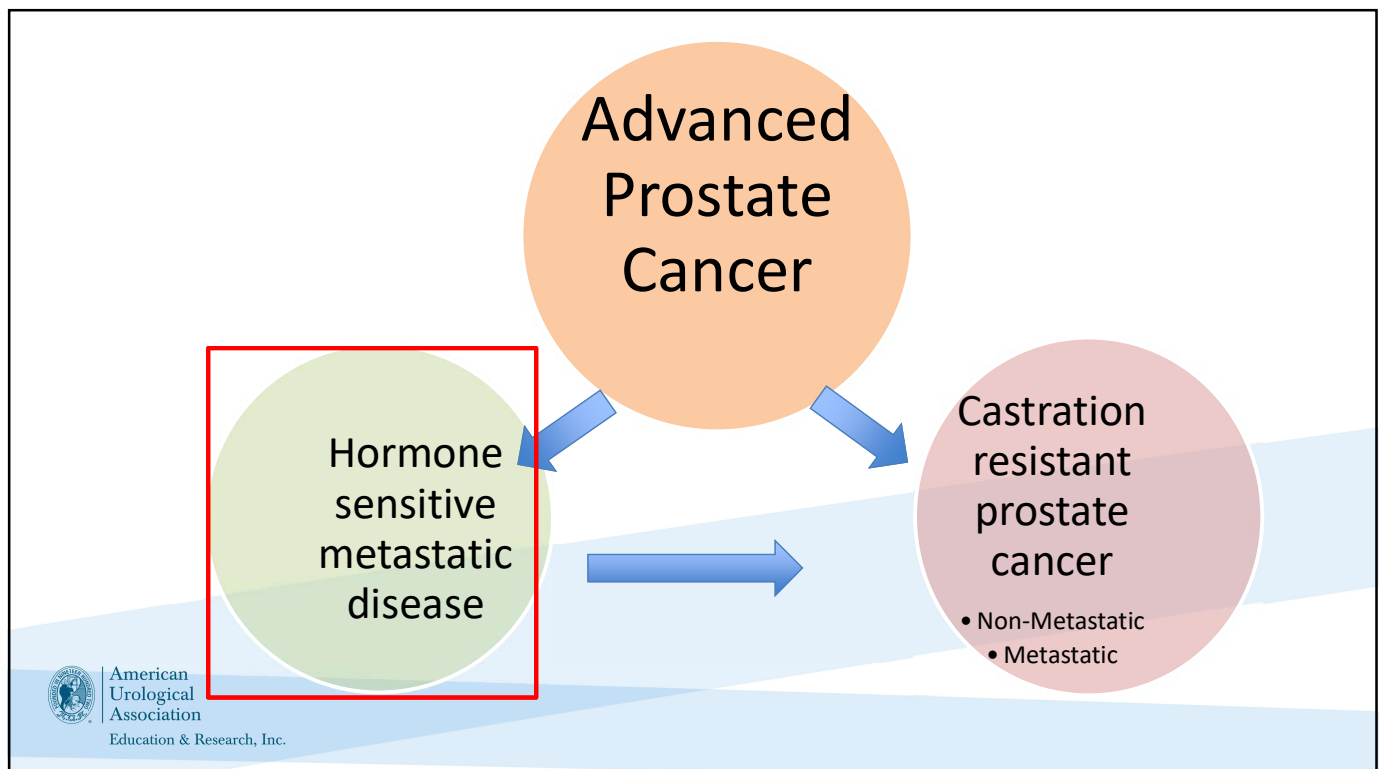 Advanced
Prostate
Cancer
Hormone
sensitive
metastatic
disease
Castration
resistant
prostate
cancer
• Non-Metastatic
• Metastatic
American
Urological
Association
Education & Research, Inc.